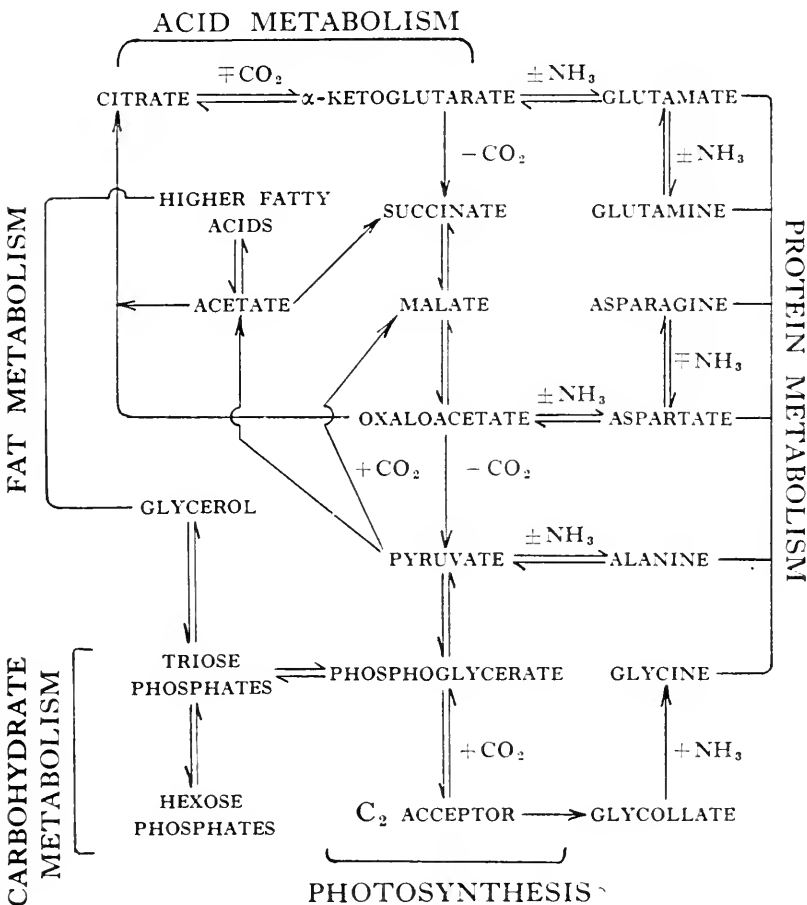 ACID METABOLISM
∓CO₂
±NH₃
CITRATE
α-KETOGLUTARATE
GLUTAMATE
−CO₂
±NH₃
HIGHER FATTY
ACIDS
SUCCINATE
GLUTAMINE
FAT METABOLISM
PROTEIN METABOLISM
ACETATE
MALATE
ASPARAGINE
∓NH₃
±NH₃
OXALOACETATE
ASPARTATE
+CO₂
−CO₂
GLYCEROL
±NH₃
PYRUVATE
ALANINE
TRIOSE
PHOSPHATES
PHOSPHOGLYCERATE
GLYCINE
CARBOHYDRATE
METABOLISM
+CO₂
+NH₃
HEXOSE
PHOSPHATES
C₂ ACCEPTOR
GLYCOLLATE
PHOTOSYNTHESIS